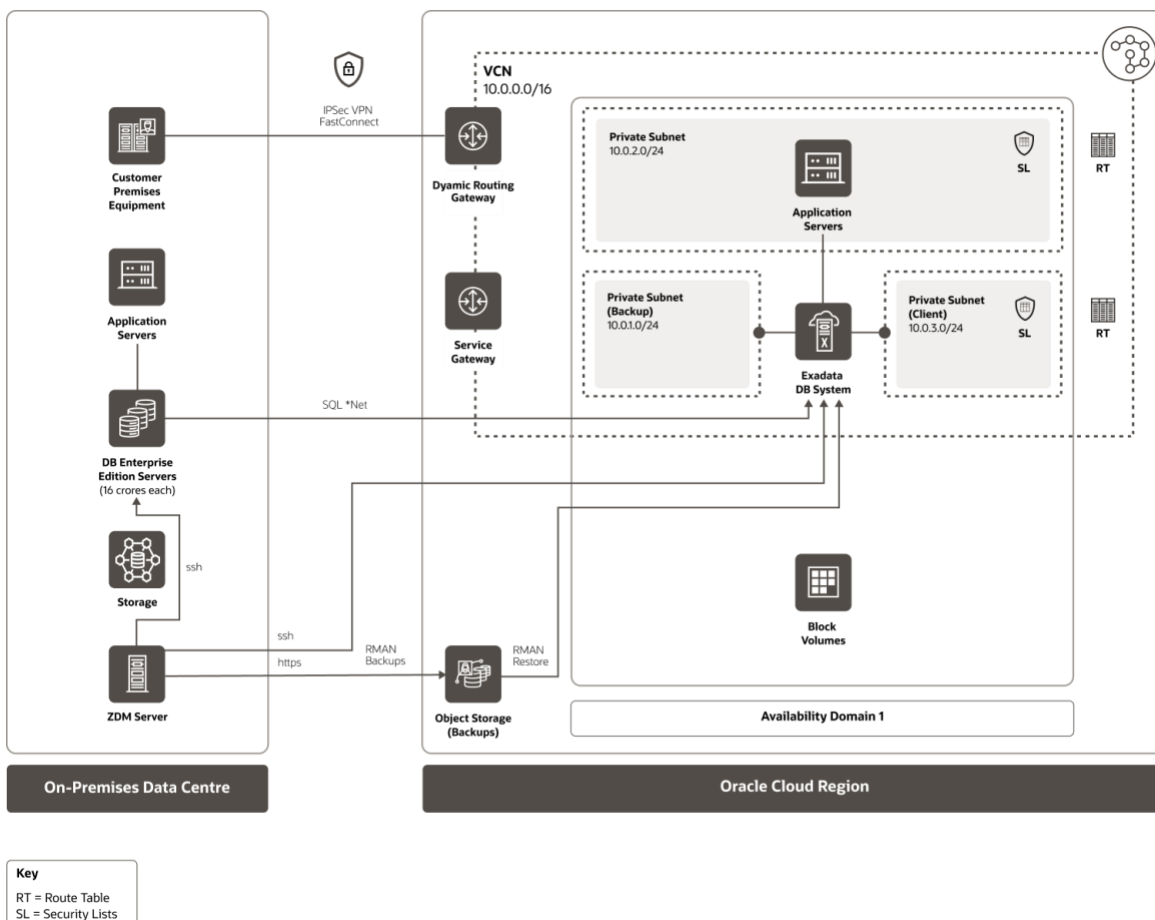 IPSec VPN
FastConnect
Customer
Premises
Equipment
Application
Servers
DB Enterprise
Edition Servers
(16 crores each)
ssh
Storage
ZDM Server
SQL *Net
ssh
https
RMAN
Backups
VCN
10.0.0.0/16
Dyamic Routing
Gateway
Service
Gateway
Private Subnet
10.0.2.0/24
Application
Servers
SL
RT
Private Subnet
(Backup)
10.0.1.0/24
X
Exadata
DB System
Private Subnet
(Client)
10.0.3.0/24
SL
RT
Block
Volumes
Object Storage
(Backups)
RMAN
Restore
Availability Domain 1
On-Premises Data Centre
Oracle Cloud Region
Key
RT = Route Table
SL = Security Lists